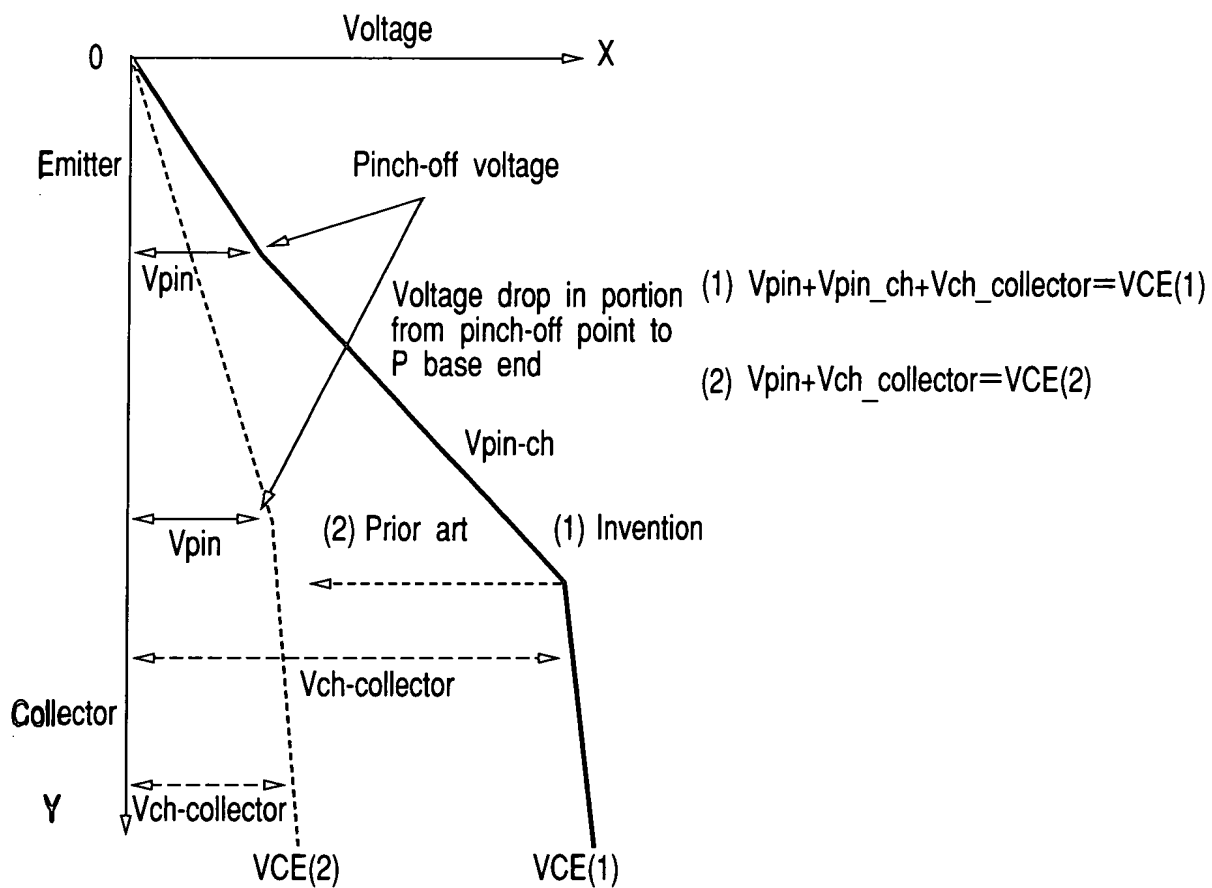 Voltage
0
X
Emitter
Pinch-off voltage
Vpin
Voltage drop in portion
from pinch-off point to
P base end
(1) Vpin+Vpin_ch+Vch_collector=VCE(1)
(2) Vpin+Vch_collector=VCE(2)
Vpin-ch
Vpin
(2) Prior art
(1) Invention
Vch-collector
Collector
Y
Vch-collector
VCE(2)
VCE(1)